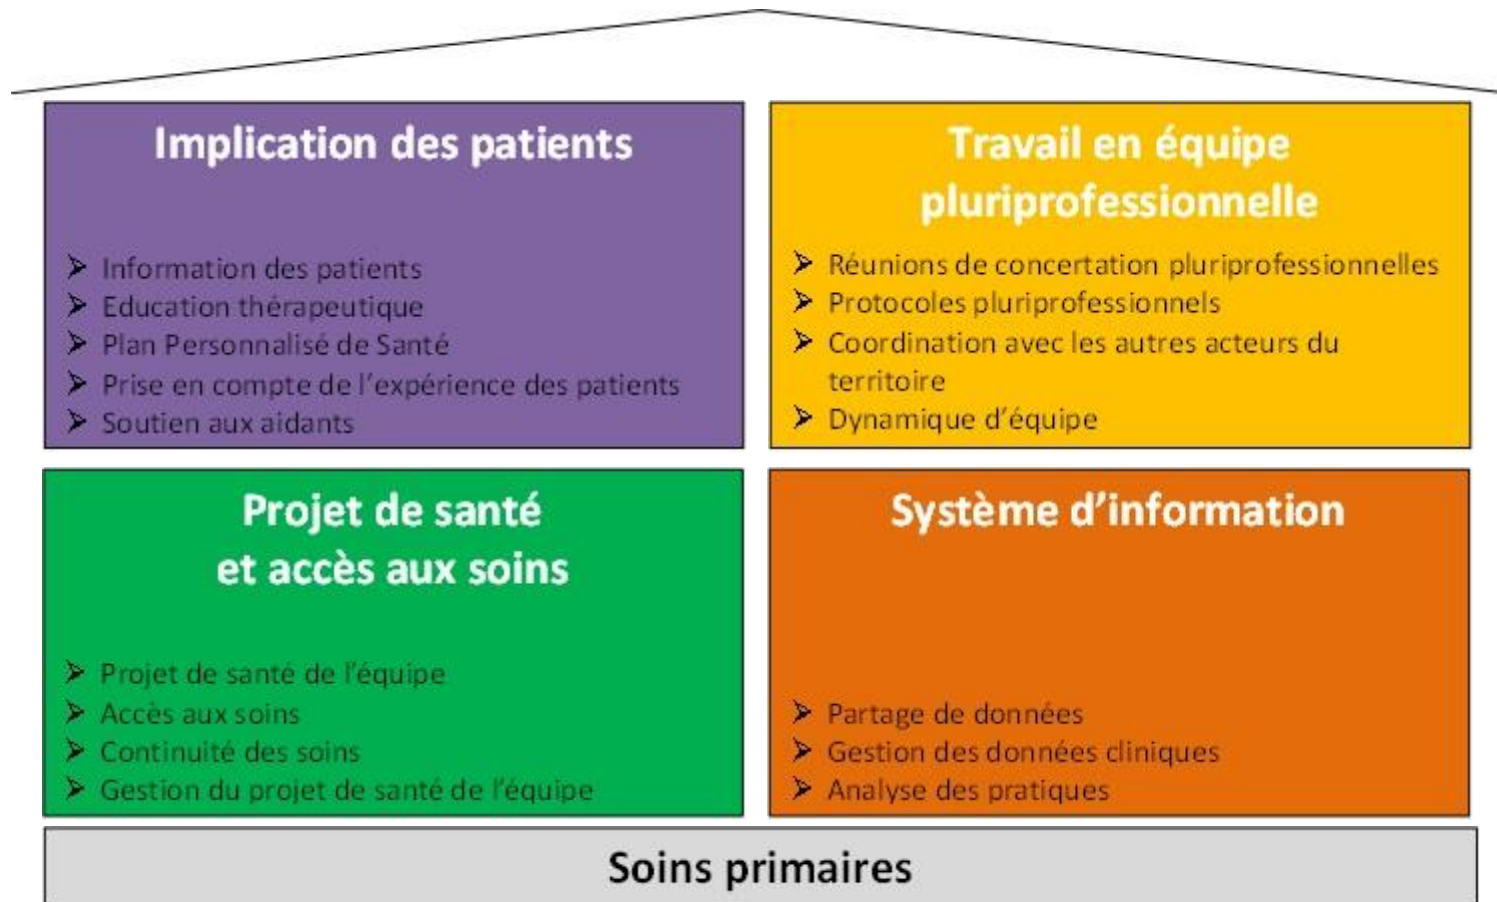 Implication des patients
➢ Information des patients
➢ Education thérapeutique
➢ Plan Personnalisé de Santé
➢ Prise en compte de l’expérience des patients
➢ Soutien aux aidants
Travail en équipe
pluriprofessionnelle
➢ Réunions de concertation pluriprofessionnelles
➢ Protocoles pluriprofessionnels
➢ Coordination avec les autres acteurs du
territoire
➢ Dynamique d’équipe
Projet de santé
et accès aux soins
➢ Projet de santé de l’équipe
➢ Accès aux soins
➢ Continuité des soins
➢ Gestion du projet de santé de l’équipe
Système d’information
➢ Partage de données
➢ Gestion des données cliniques
➢ Analyse des pratiques
Soins primaires